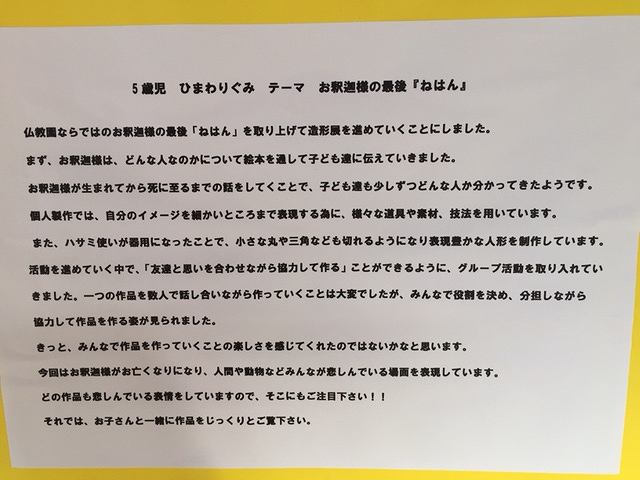 5歳児　ひまわりぐみ　テーマ　お釈迦様の最後『ねはん』
仏教園ならではのお釈迦様の最後「ねはん」を取り上げて造形展を進めていくことにしました。
まず、お釈迦様は、どんな人なのかについて絵本を通して子ども達に伝えていきました。
お釈迦様が生まれてから死に至るまでの話をしてくことで、子ども達も少しずつどんな人か分かってきたようです。
個人製作では、自分のイメージを細かいところまで表現する為に、様々な道具や素材、技法を用いています。
また、ハサミ使いが器用になったことで、小さな丸や三角なども切れるようになり表現豊かな人形を制作しています。
活動を進めていく中で、「友達と思いを合わせながら協力して作る」ことができるように、グループ活動を取り入れてい
きました。一つの作品を数人で話し合いながら作っていくことは大変でしたが、みんなで役割を決め、分担しながら
協力して作品を作る姿が見られました。
きっと、みんなで作品を作っていくことの楽しさを感じてくれたのではないかなと思います。
今回はお釈迦様がお亡くなりになり、人間や動物などみんなが悲しんでいる場面を表現しています。
どの作品も悲しんでいる表情をしていますので、そこにもご注目下さい！！
それでは、お子さんと一緒に作品をじっくりとご覧下さい。